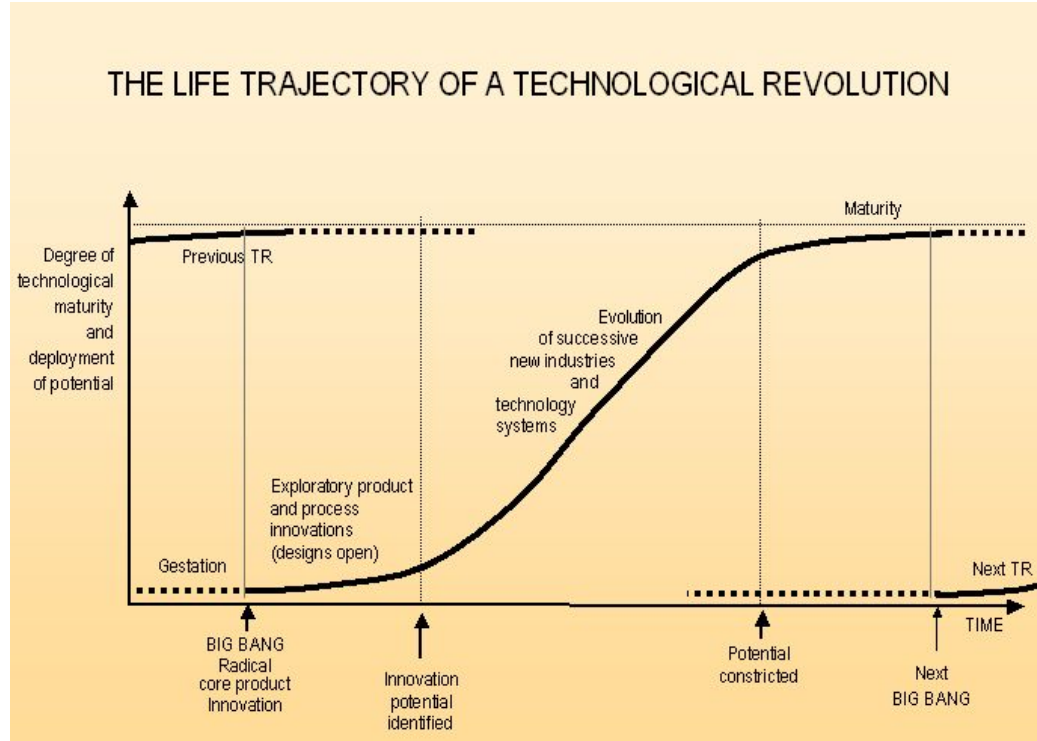 THE LIFE TRAJECTORY OF A TECHNOLOGICAL REVOLUTION
Maturity
Previous TR
Degree of
technological
maturity
and
deployment
of potential
Evolution
of successive
new industries
and
technology
systems
Exploratory product
and process
innovations
(designs open)
Gestation
Next TR
TIME
BIG BANG
Radical
core product
Innovation
Innovation
potential
identified
Potential
constricted
Next
BIG BANG